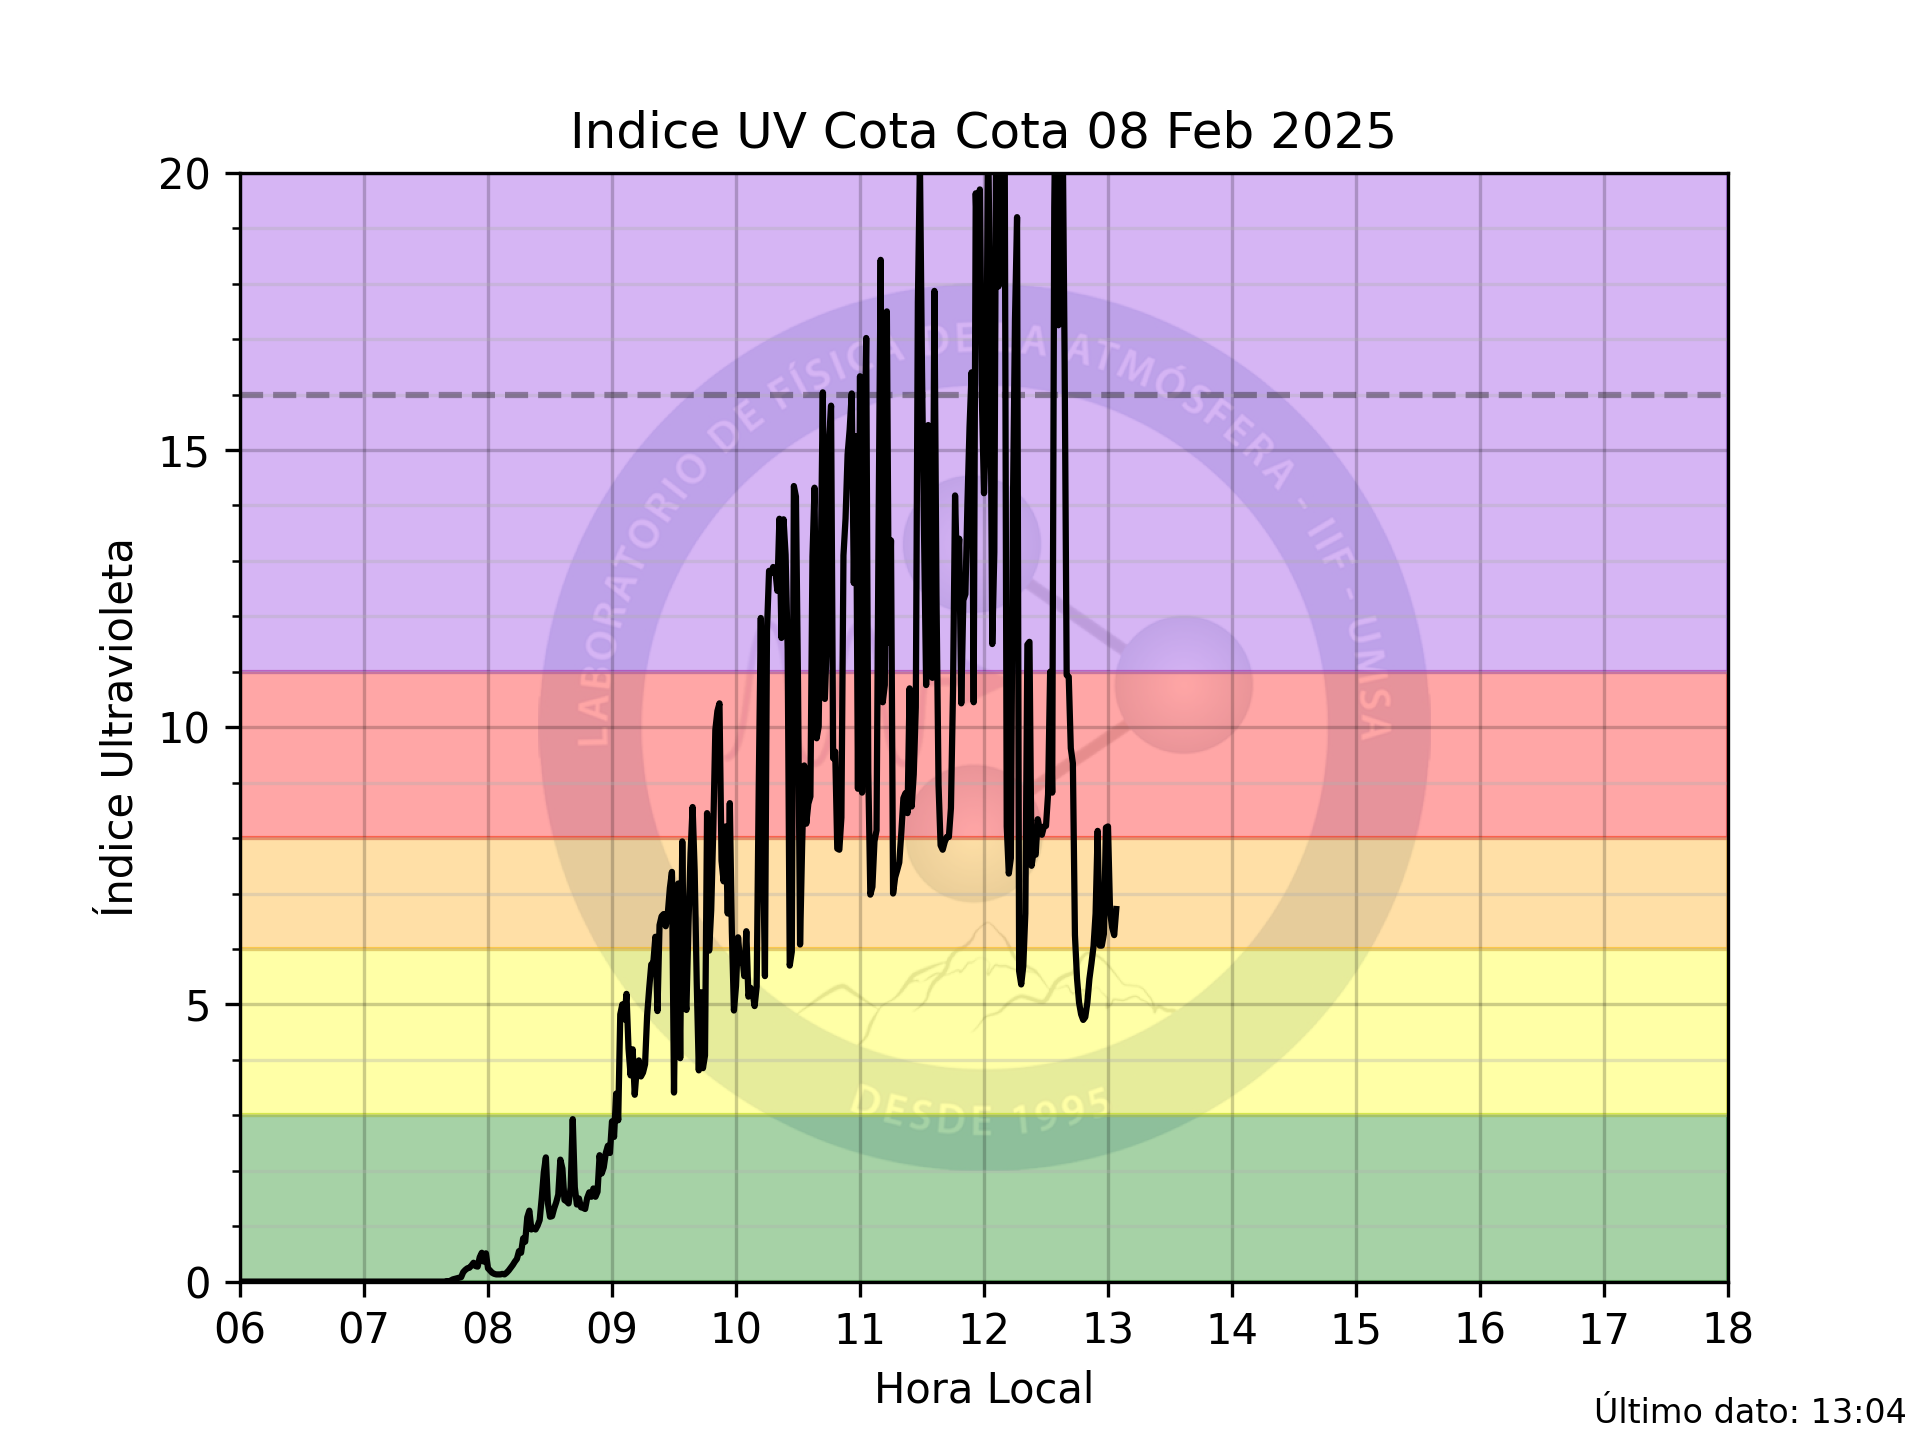 Indice UV Cota Cota 08 Feb 2025
20
15
10
5
0
Índice Ultravioleta
LABORATORIO DE FÍSICA DE LA ATMÓSFERA - IIF - UMSA
DESDE 1995
06 07 08 09 10 11 12 13 14 15 16 17 18
Hora Local
Último dato: 13:04